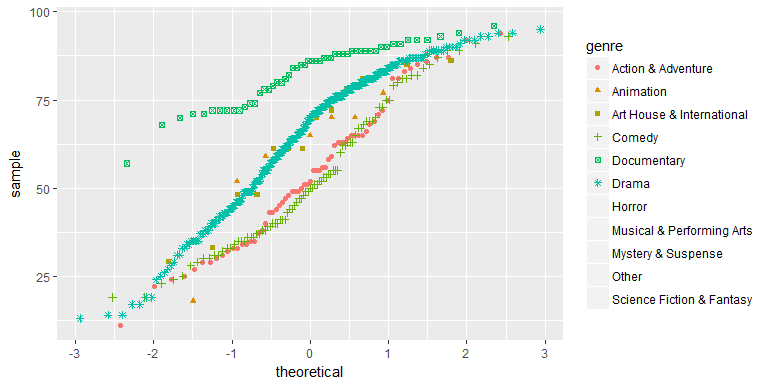 100
75
50
25
sample
-3 -2 -1 0 1 2 3
theoretical
genre
Action & Adventure
Animation
Art House & International
Comedy
Documentary
Drama
Horror
Musical & Performing Arts
Mystery & Suspense
Other
Science Fiction & Fantasy